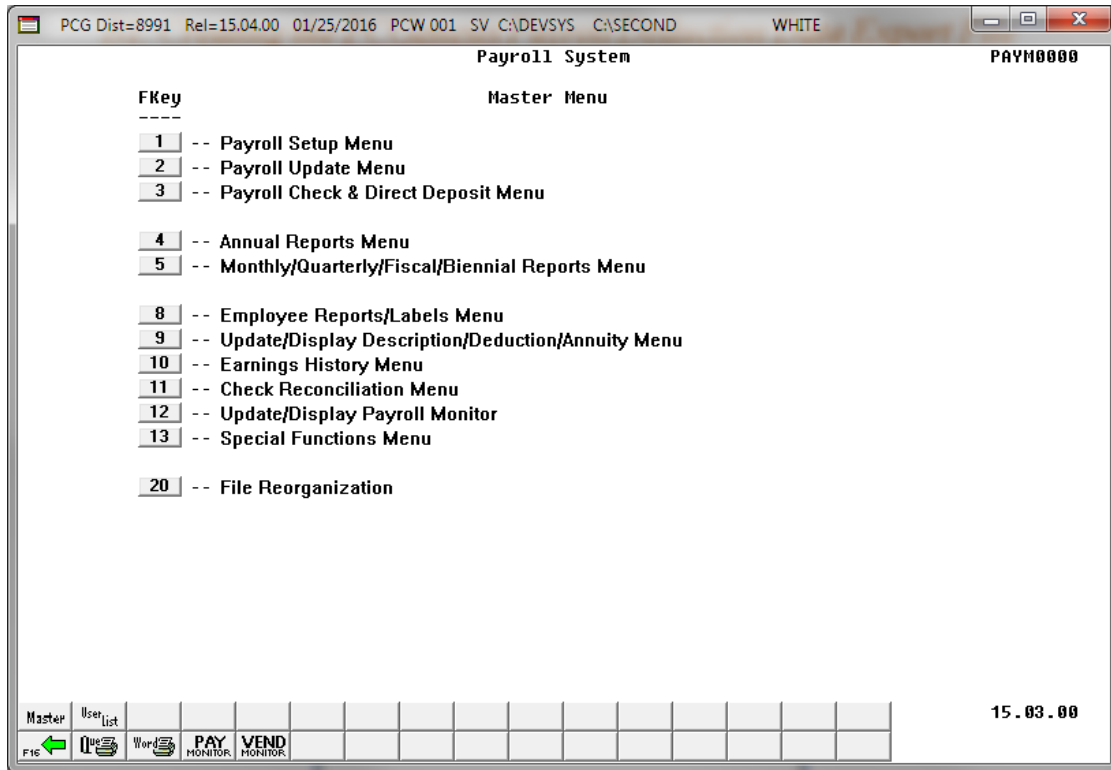 PCG Dist=8991 Rel=15.04.00 01/25/2016 PCW 001 SV C:\DEVSYS C:\SECOND WHITE
Payroll System PAYM0000
FKey Master Menu
----
1 -- Payroll Setup Menu
2 -- Payroll Update Menu
3 -- Payroll Check & Direct Deposit Menu
4 -- Annual Reports Menu
5 -- Monthly/Quarterly/Fiscal/Biennial Reports Menu
8 -- Employee Reports/Labels Menu
9 -- Update/Display Description/Deduction/Annuity Menu
10 -- Earnings History Menu
11 -- Check Reconciliation Menu
12 -- Update/Display Payroll Monitor
13 -- Special Functions Menu
20 -- File Reorganization
Master User List 15.03.00
F16 Que Word PAY MONITOR VEND MONITOR